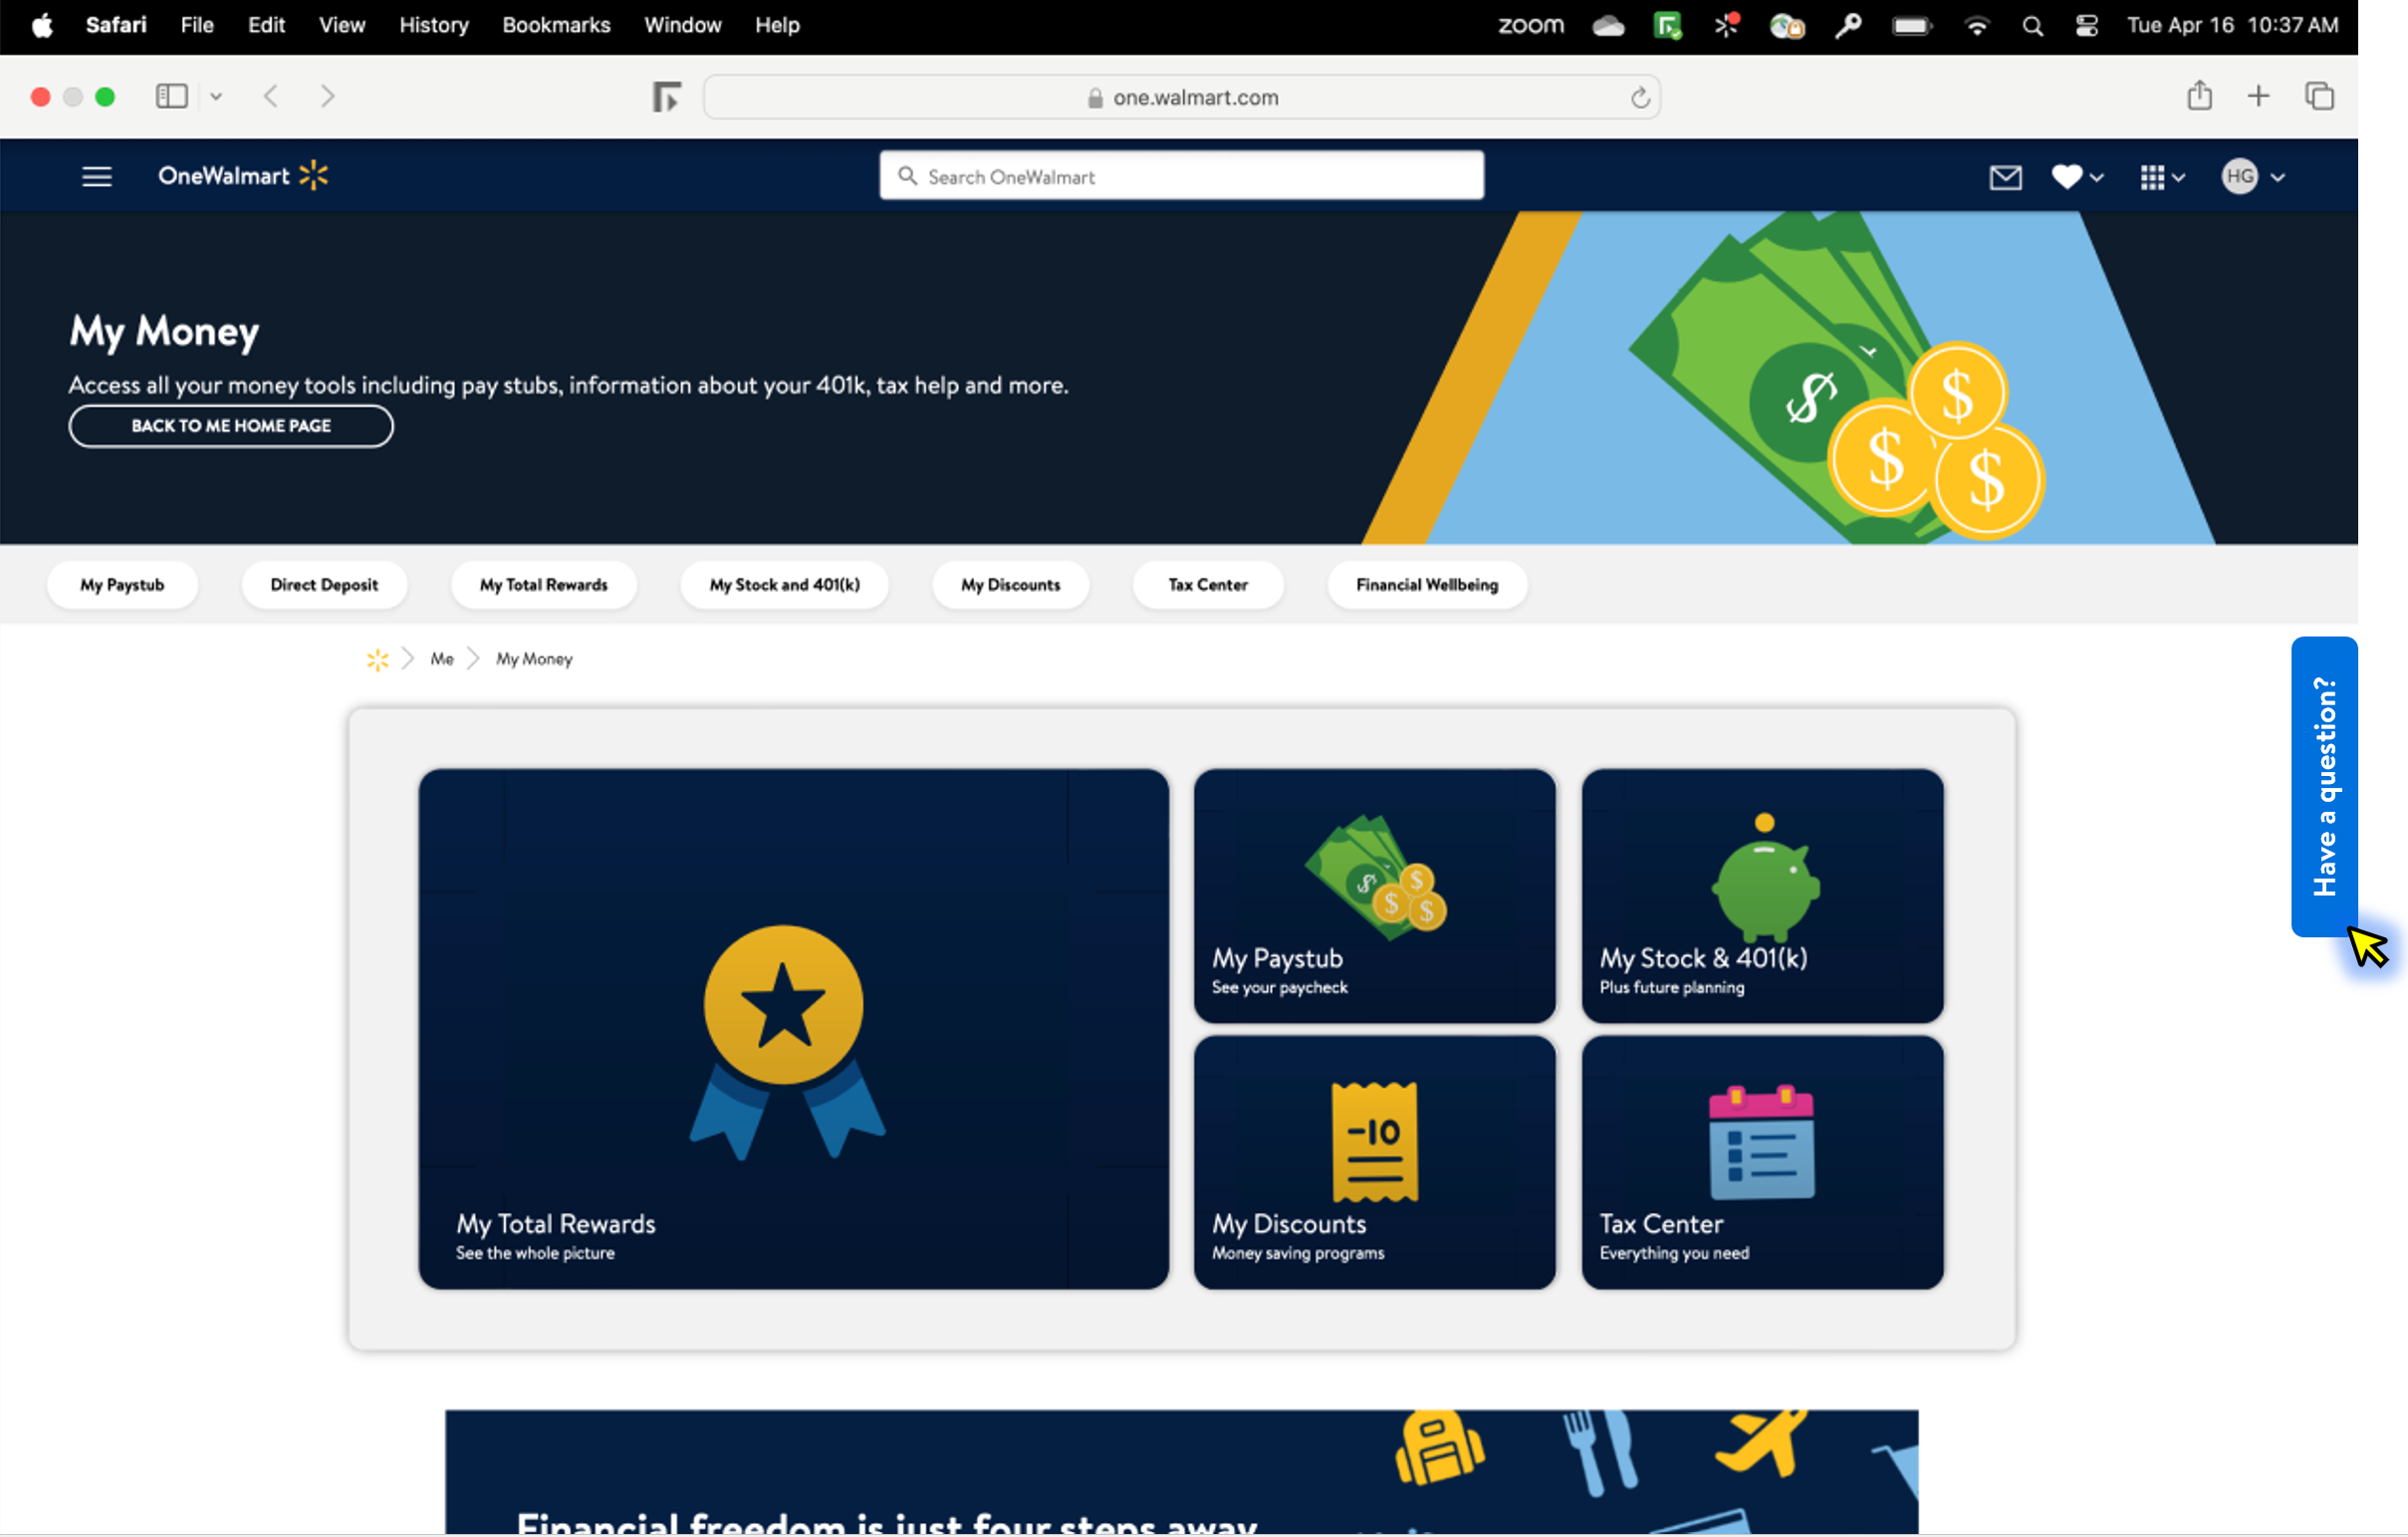 Safari File Edit View History Bookmarks Window Help zoom Tue Apr 16 10:37 AM
one.walmart.com
OneWalmart Search OneWalmart HG
My Money
Access all your money tools including pay stubs, information about your 401k, tax help and more.
BACK TO ME HOME PAGE
$ $ $ $
My Paystub Direct Deposit My Total Rewards My Stock and 401(k) My Discounts Tax Center Financial Wellbeing
Me My Money
Have a question?
$ $ $ $
My Paystub
See your paycheck
My Stock & 401(k)
Plus future planning
-10
My Total Rewards
See the whole picture
My Discounts
Money saving programs
Tax Center
Everything you need
Financial freedom is just four steps away